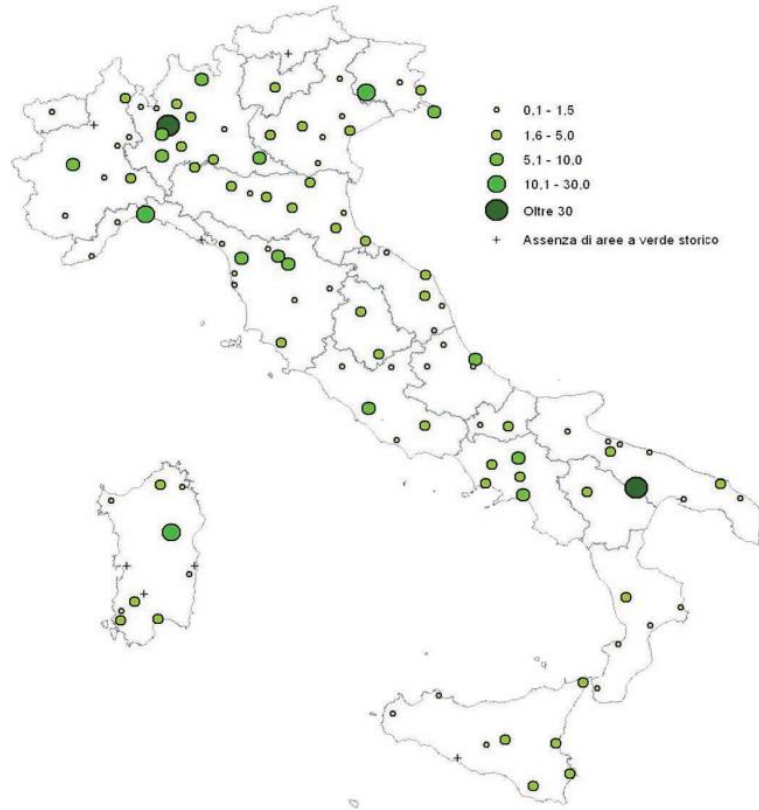 0,1 - 1,5
1,6 - 5,0
5,1 - 10,0
10,1 - 30,0
Oltre 30
Assenza di aree a verde storico